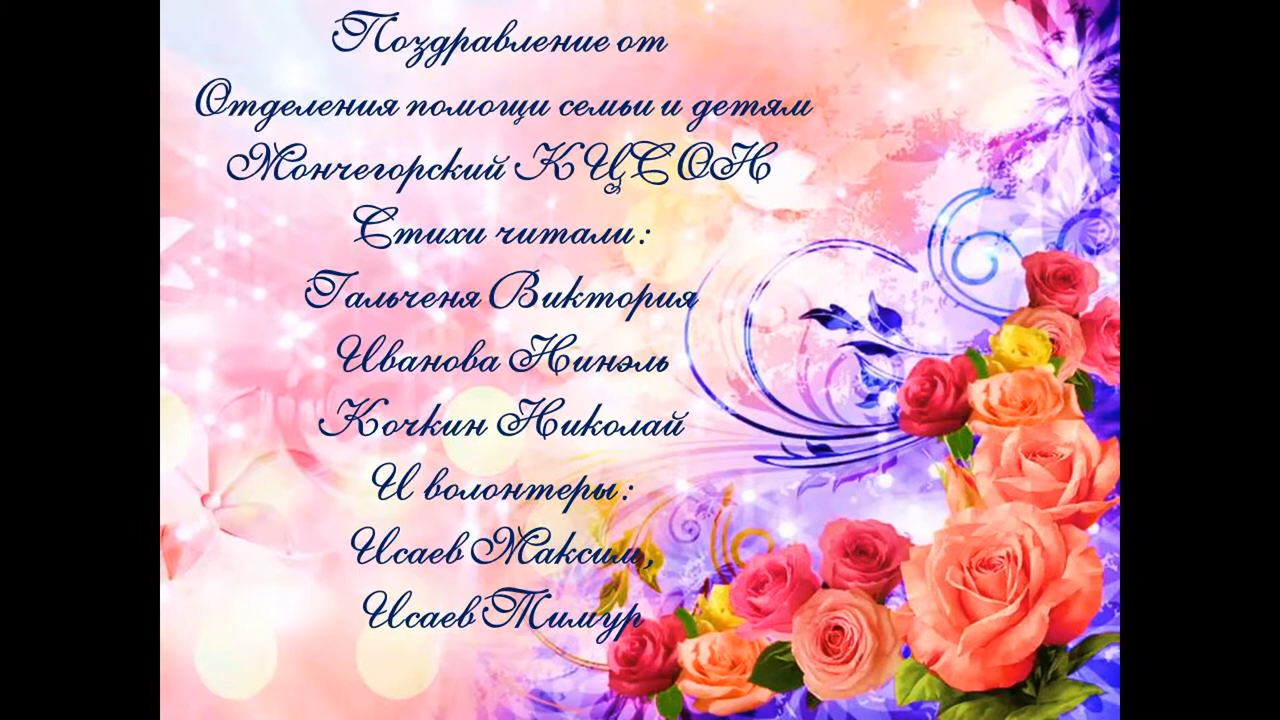 Поздравление от
Отделения помощи семьи и детям
Мончегорский КЦСОН
Стихи читали:
Гальченя Виктория
Иванова Нинэль
Кочкин Николай
И волонтеры:
Исаев Максим,
Исаев Тимур